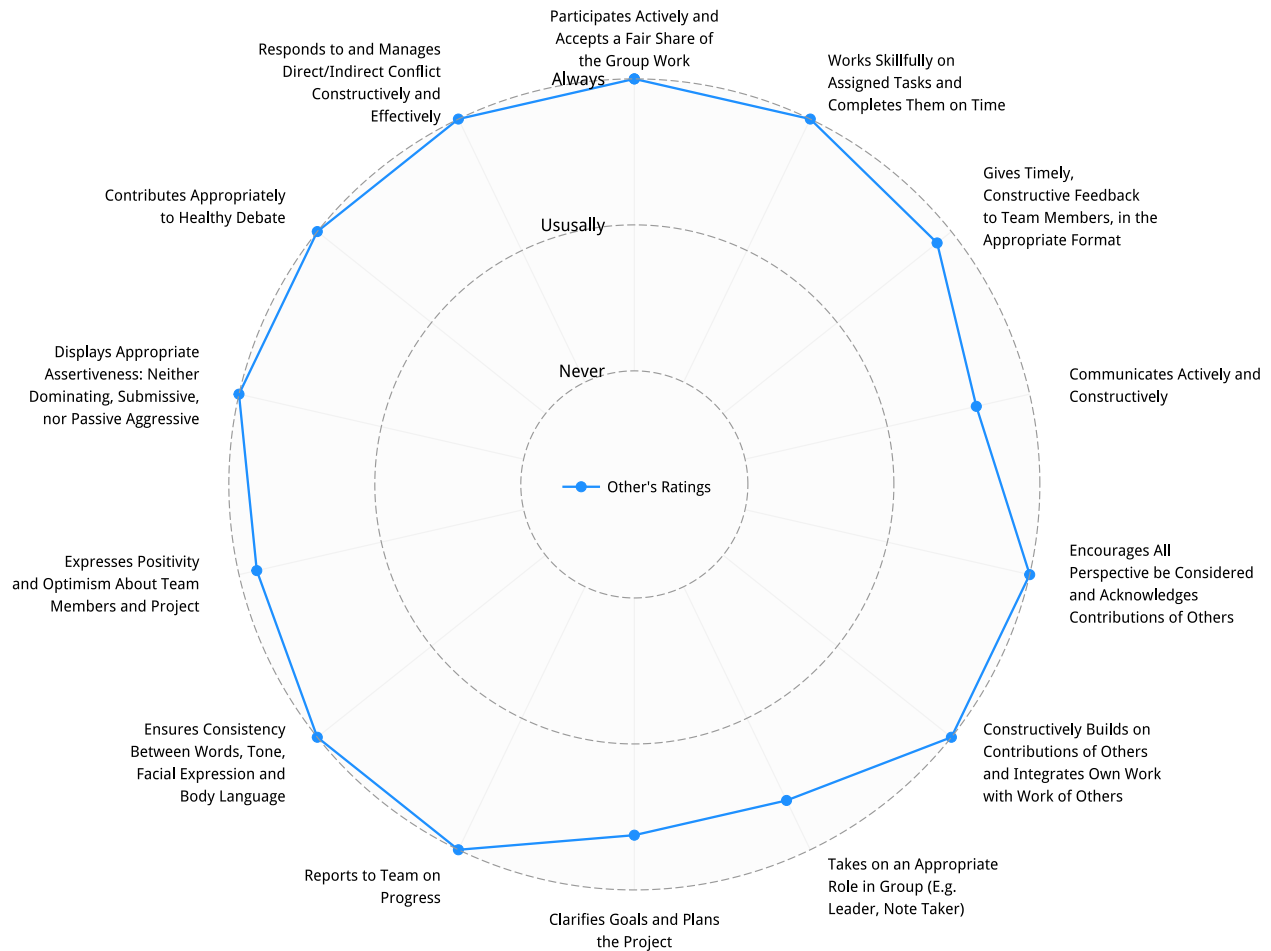 Participates Actively and
Accepts a Fair Share of
the Group Work
Always
Responds to and Manages
Direct/Indirect Conflict
Constructively and
Effectively
Works Skillfully on
Assigned Tasks and
Completes Them on Time
Gives Timely,
Constructive Feedback
to Team Members, in the
Appropriate Format
Contributes Appropriately
to Healthy Debate
Ususally
Displays Appropriate
Assertiveness: Neither
Dominating, Submissive,
nor Passive Aggressive
Never
Communicates Actively and
Constructively
Other's Ratings
Expresses Positivity
and Optimism About Team
Members and Project
Encourages All
Perspective be Considered
and Acknowledges
Contributions of Others
Ensures Consistency
Between Words, Tone,
Facial Expression and
Body Language
Constructively Builds on
Contributions of Others
and Integrates Own Work
with Work of Others
Reports to Team on
Progress
Clarifies Goals and Plans
the Project
Takes on an Appropriate
Role in Group (E.g.
Leader, Note Taker)